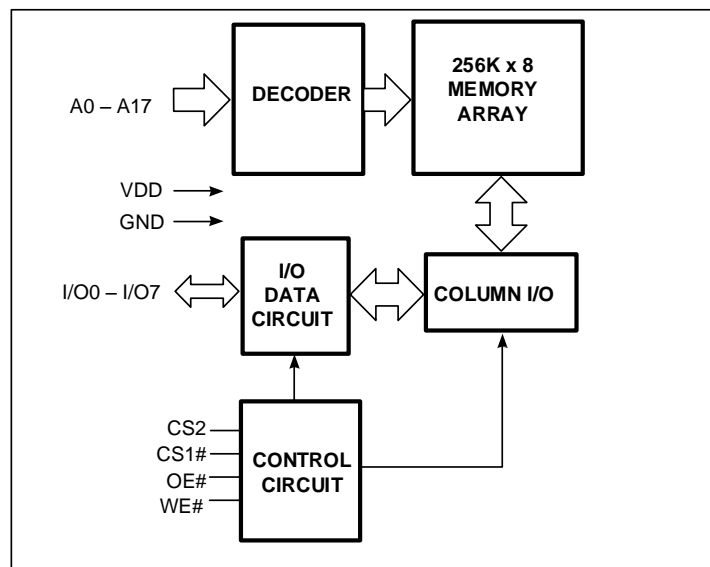 DECODER
256K x 8
MEMORY
ARRAY
A0 – A17
VDD
GND
I/O0 – I/O7
I/O
DATA
CIRCUIT
COLUMN I/O
CS2
CS1#
OE#
WE#
CONTROL
CIRCUIT